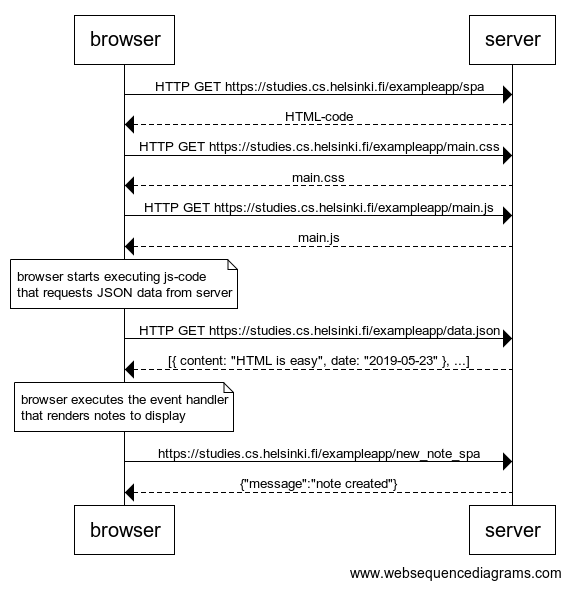 browser
server
HTTP GET https://studies.cs.helsinki.fi/exampleapp/spa
HTML-code
HTTP GET https://studies.cs.helsinki.fi/exampleapp/main.css
main.css
HTTP GET https://studies.cs.helsinki.fi/exampleapp/main.js
main.js
browser starts executing js-code
that requests JSON data from server
HTTP GET https://studies.cs.helsinki.fi/exampleapp/data.json
[{ content: "HTML is easy", date: "2019-05-23" }, ...]
browser executes the event handler
that renders notes to display
https://studies.cs.helsinki.fi/exampleapp/new_note_spa
{"message":"note created"}
browser
server
www.websequencediagrams.com